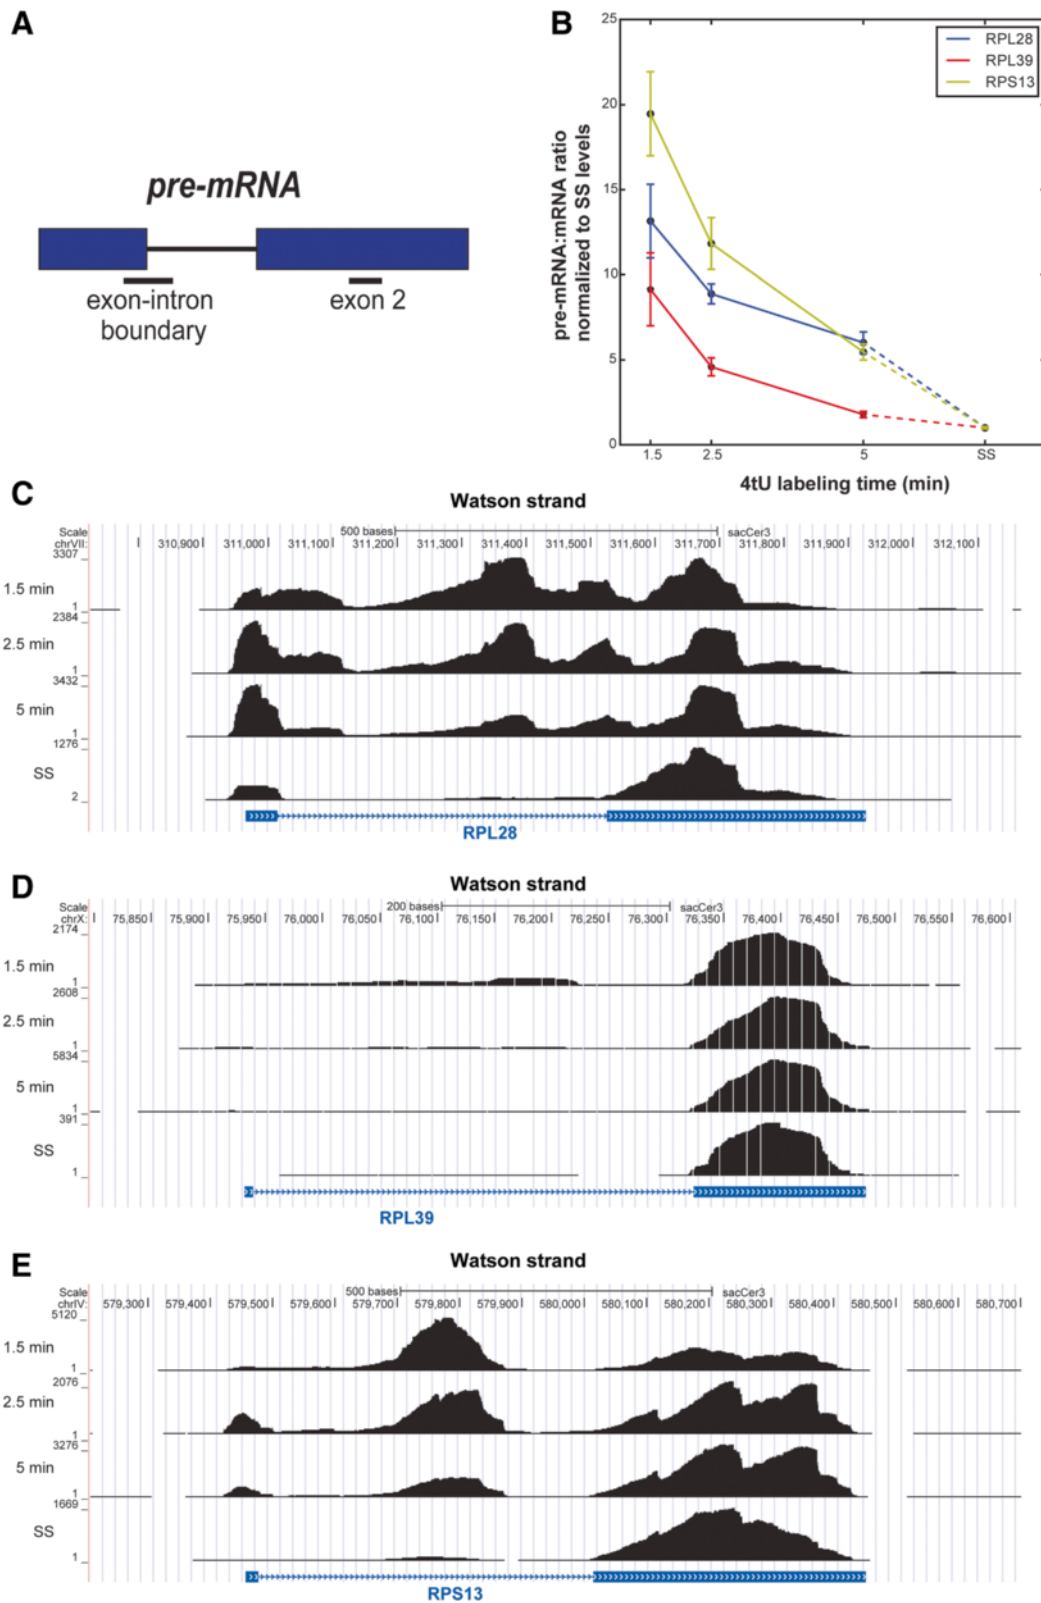 A
pre-mRNA
exon-intron
boundary
exon 2
B
25
20
15
10
5
0
pre-mRNA:mRNA ratio
normalized to SS levels
RPL28
RPL39
RPS13
1.5 2.5 5 SS
4tU labeling time (min)
C
Watson strand
Scale 500 bases sacCer3
chrVII: 310,900 311,000 311,100 311,200 311,300 311,400 311,500 311,600 311,700 311,800 311,900 312,000 312,100
3307
1.5 min
1
2384
2.5 min
1
3432
5 min
1
1276
SS
2
RPL28
D
Watson strand
Scale 200 bases sacCer3
chrX: 75,850 75,900 75,950 76,000 76,050 76,100 76,150 76,200 76,250 76,300 76,350 76,400 76,450 76,500 76,550 76,600
2174
1.5 min
1
2608
2.5 min
1
5834
5 min
1
391
SS
1
RPL39
E
Watson strand
Scale 500 bases sacCer3
chrIV: 579,300 579,400 579,500 579,600 579,700 579,800 579,900 580,000 580,100 580,200 580,300 580,400 580,500 580,600 580,700
5120
1.5 min
1
2076
2.5 min
1
3276
5 min
1
1669
SS
1
RPS13